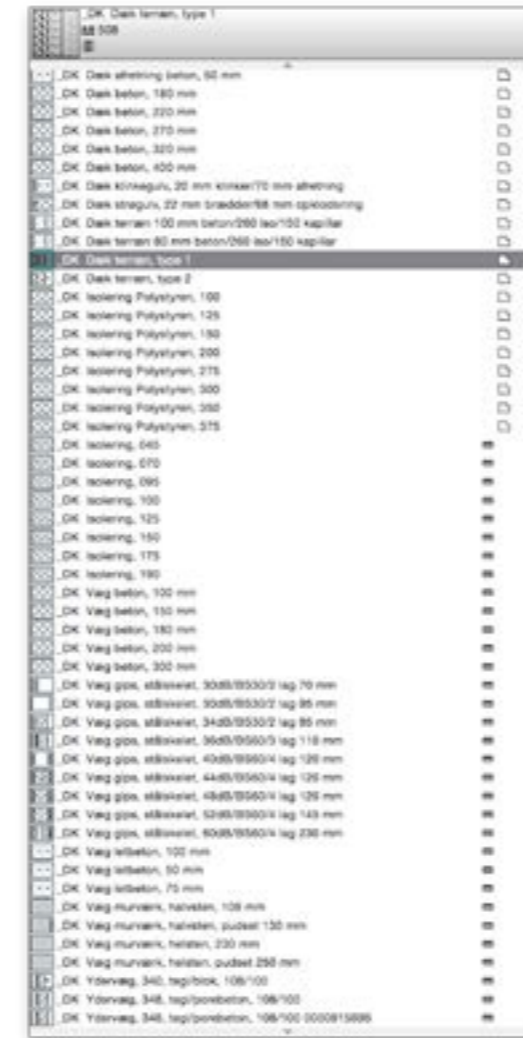 _DK Dæk terræn, type 1
508
_DK Dæk afretning beton, 50 mm
_DK Dæk beton, 180 mm
_DK Dæk beton, 220 mm
_DK Dæk beton, 270 mm
_DK Dæk beton, 320 mm
_DK Dæk beton, 400 mm
_DK Dæk klinkegulv, 20 mm klinker/70 mm afretning
_DK Dæk strøgulv, 22 mm brædder/68 mm opklodsning
_DK Dæk terræn 100 mm beton/260 iso/150 kapillar
_DK Dæk terræn 80 mm beton/260 iso/150 kapillar
_DK Dæk terræn, type 1
_DK Dæk terræn, type 2
_DK Isolering Polystyren, 100
_DK Isolering Polystyren, 125
_DK Isolering Polystyren, 150
_DK Isolering Polystyren, 200
_DK Isolering Polystyren, 275
_DK Isolering Polystyren, 300
_DK Isolering Polystyren, 350
_DK Isolering Polystyren, 375
_DK Isolering, 045
_DK Isolering, 070
_DK Isolering, 095
_DK Isolering, 100
_DK Isolering, 125
_DK Isolering, 150
_DK Isolering, 175
_DK Isolering, 190
_DK Væg beton, 100 mm
_DK Væg beton, 150 mm
_DK Væg beton, 180 mm
_DK Væg beton, 200 mm
_DK Væg beton, 300 mm
_DK Væg gips, stålskelet, 30dB/BS30/2 lag 70 mm
_DK Væg gips, stålskelet, 30dB/BS30/2 lag 95 mm
_DK Væg gips, stålskelet, 34dB/BS30/2 lag 95 mm
_DK Væg gips, stålskelet, 36dB/BS60/3 lag 110 mm
_DK Væg gips, stålskelet, 40dB/BS60/4 lag 120 mm
_DK Væg gips, stålskelet, 44dB/BS60/4 lag 120 mm
_DK Væg gips, stålskelet, 48dB/BS60/4 lag 120 mm
_DK Væg gips, stålskelet, 52dB/BS60/4 lag 145 mm
_DK Væg gips, stålskelet, 60dB/BS60/4 lag 230 mm
_DK Væg letbeton, 100 mm
_DK Væg letbeton, 50 mm
_DK Væg letbeton, 75 mm
_DK Væg murværk, halvsten, 108 mm
_DK Væg murværk, halvsten, pudset 130 mm
_DK Væg murværk, helsten, 230 mm
_DK Væg murværk, helsten, pudset 250 mm
_DK Ydervæg, 340, tegl/blok, 108/100
_DK Ydervæg, 348, tegl/porebeton, 108/100
_DK Ydervæg, 348, tegl/porebeton, 108/100